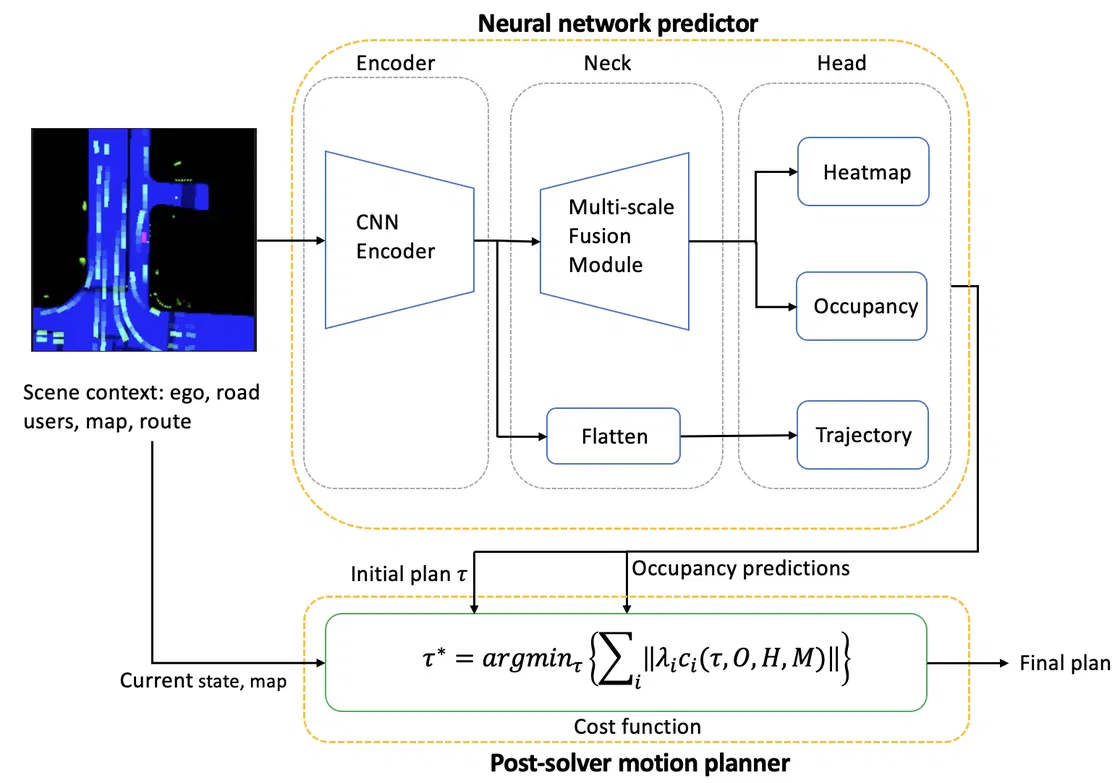 Neural network predictor
Encoder
Neck
Head
CNN
Encoder
Multi-scale
Fusion
Module
Heatmap
Occupancy
Flatten
Trajectory
Scene context: ego, road
users, map, route
Initial plan τ
Occupancy predictions
τ* = argmin_τ {∑_i ‖λ_i c_i(τ, O, H, M)‖}
Current state, map
Final plan
Cost function
Post-solver motion planner